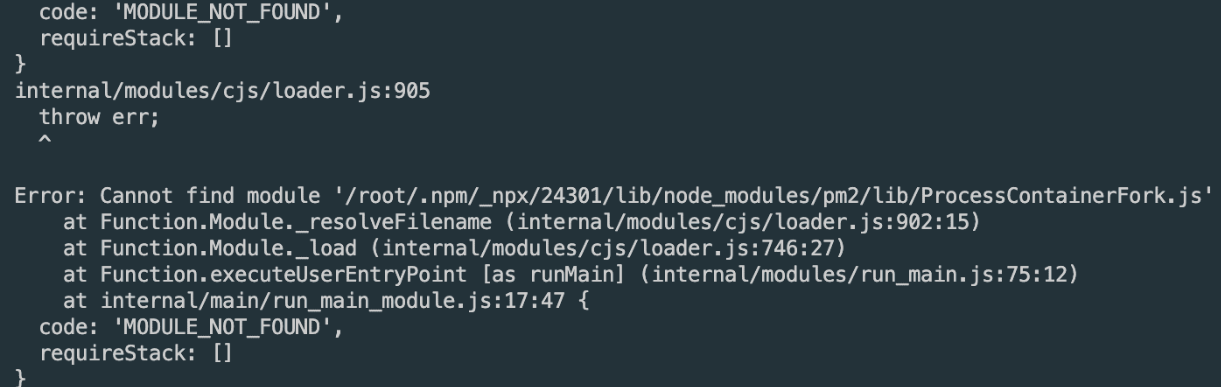 code: 'MODULE_NOT_FOUND',
requireStack: []
}
internal/modules/cjs/loader.js:905
throw err;
^
Error: Cannot find module '/root/.npm/_npx/24301/lib/node_modules/pm2/lib/ProcessContainerFork.js'
at Function.Module._resolveFilename (internal/modules/cjs/loader.js:902:15)
at Function.Module._load (internal/modules/cjs/loader.js:746:27)
at Function.executeUserEntryPoint [as runMain] (internal/modules/run_main.js:75:12)
at internal/main/run_main_module.js:17:47 {
code: 'MODULE_NOT_FOUND',
requireStack: []
}